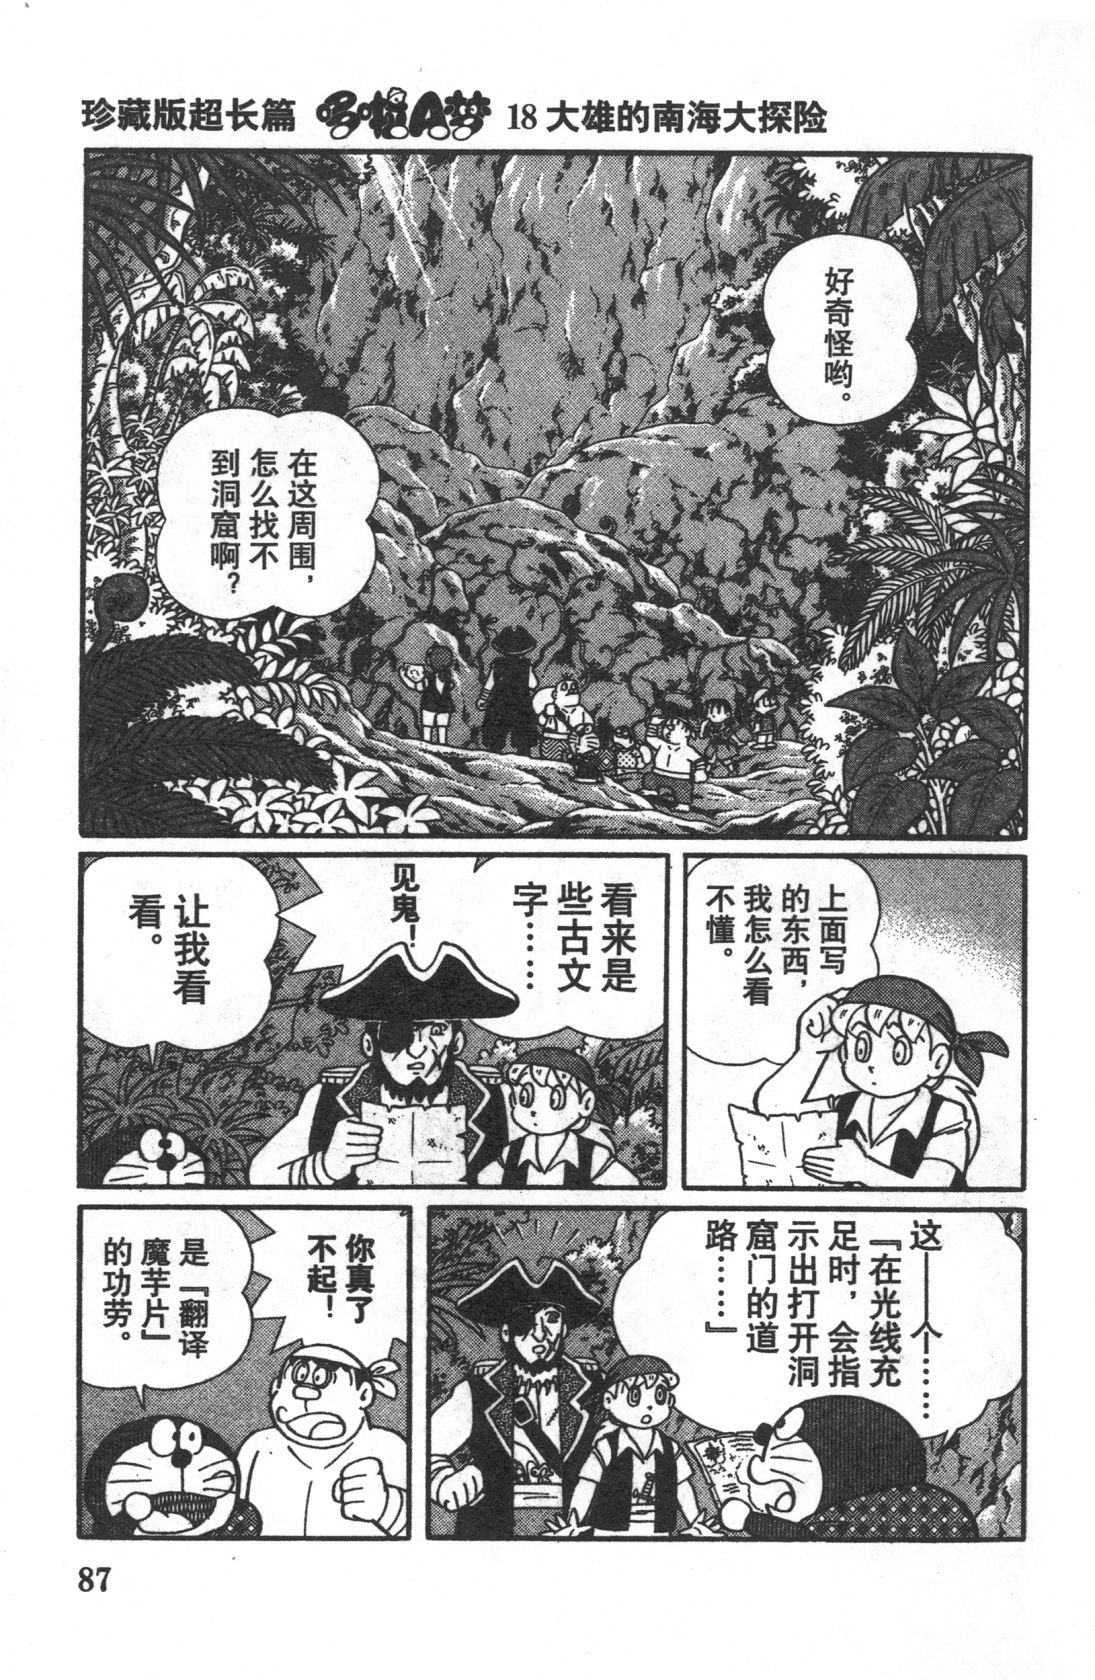 珍藏版超长篇 哆啦A梦 18 大雄的南海大探险
好奇怪哟。
在这周围，
怎么找不
到洞窟啊？
上面写
的东西，
我怎么看
不懂。
看来是
些古文
字……
见鬼！
让我看
看。
这——个……
『在光线充
足时，会指
示出打开洞
窟门的道
路……』
你真了
不起！
是『翻译
魔芋片』
的功劳。
87